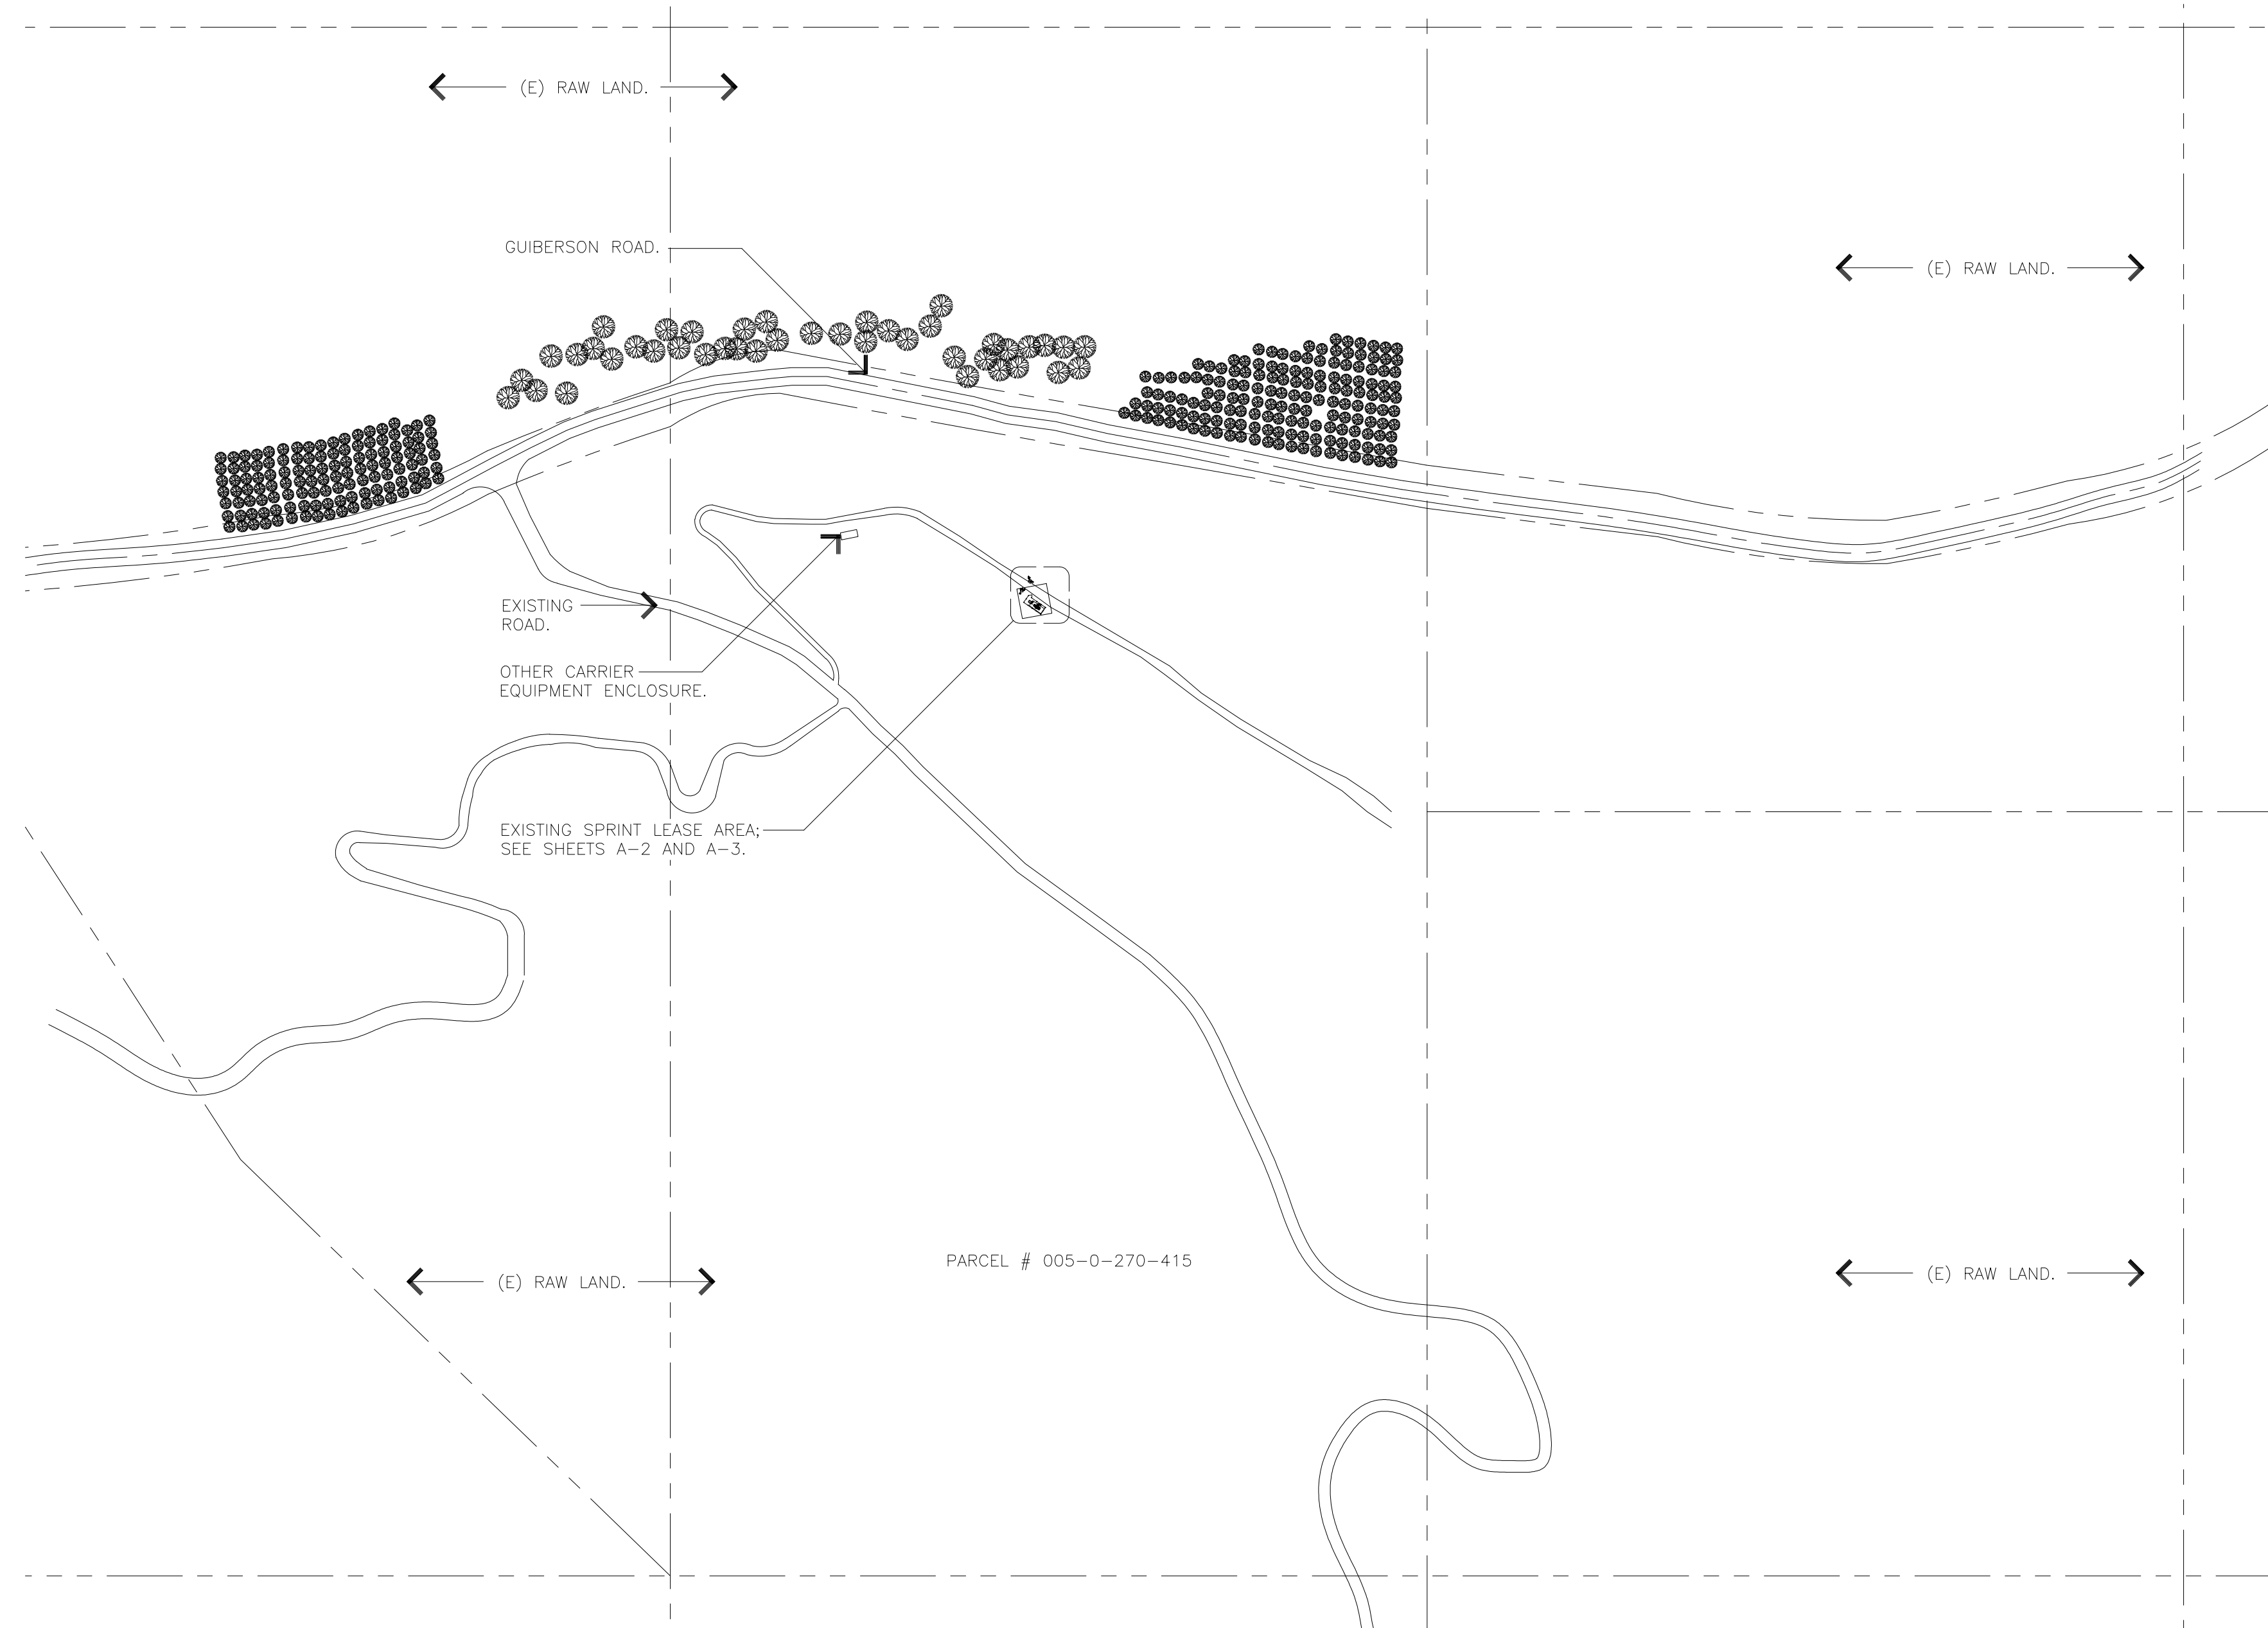 (E) RAW LAND.
GUIBERSON ROAD.
(E) RAW LAND.
EXISTING
ROAD.
OTHER CARRIER
EQUIPMENT ENCLOSURE.
EXISTING SPRINT LEASE AREA;
SEE SHEETS A-2 AND A-3.
PARCEL # 005-0-270-415
(E) RAW LAND.
(E) RAW LAND.